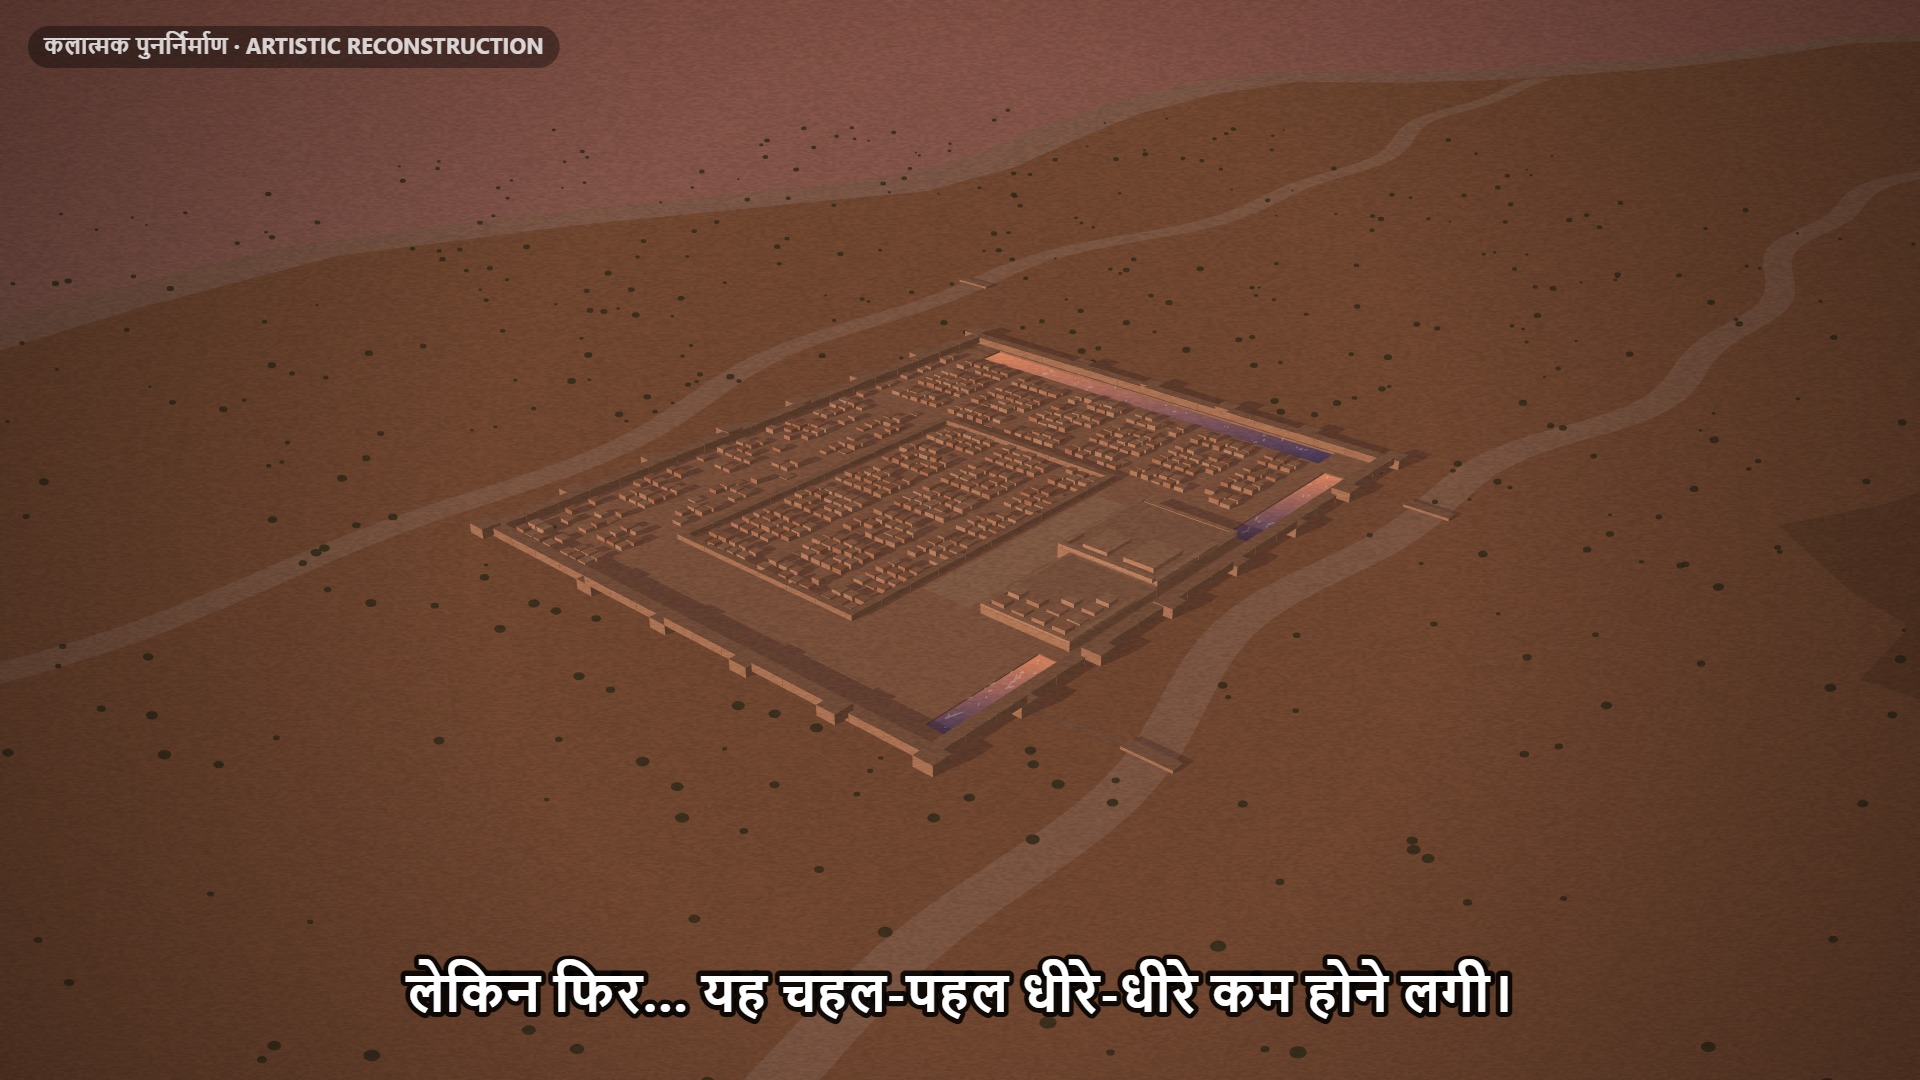 कलात्मक पुनर्निर्माण · ARTISTIC RECONSTRUCTION
लेकिन फिर... यह चहल-पहल धीरे-धीरे कम होने लगी।